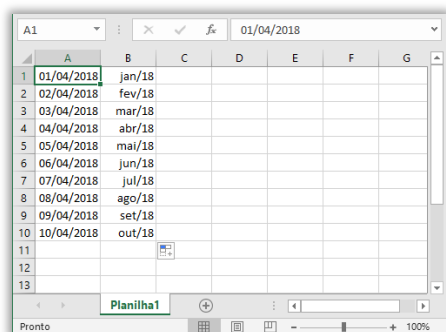 A1 fx 01/04/2018
A B C D E F G
1 01/04/2018 jan/18
2 02/04/2018 fev/18
3 03/04/2018 mar/18
4 04/04/2018 abr/18
5 05/04/2018 mai/18
6 06/04/2018 jun/18
7 07/04/2018 jul/18
8 08/04/2018 ago/18
9 09/04/2018 set/18
10 10/04/2018 out/18
11
12
13
Planilha1
Pronto 100%